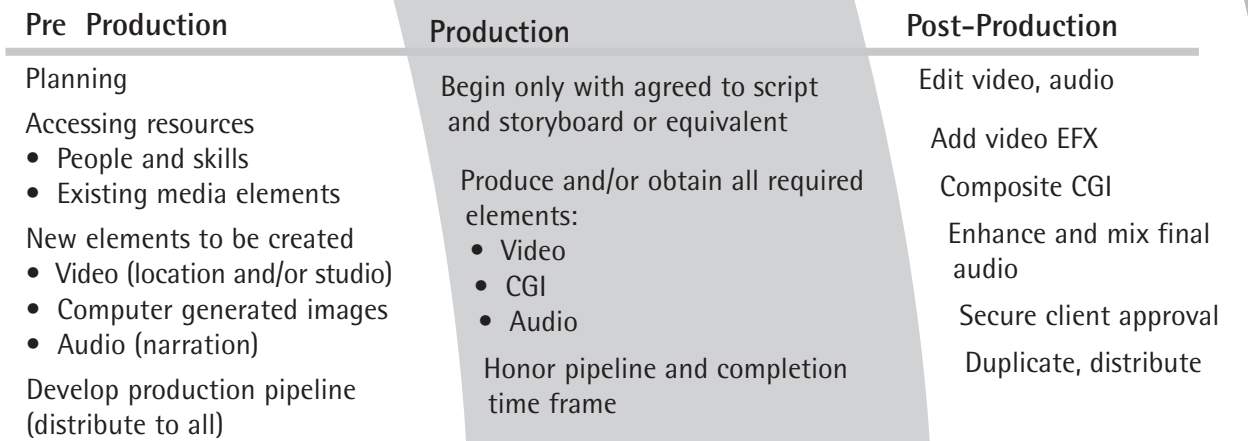 Pre Production
Planning
Accessing resources
• People and skills
• Existing media elements
New elements to be created
• Video (location and/or studio)
• Computer generated images
• Audio (narration)
Develop production pipeline
(distribute to all)
Production
Begin only with agreed to script
and storyboard or equivalent
Produce and/or obtain all required
elements:
• Video
• CGI
• Audio
Honor pipeline and completion
time frame
Post-Production
Edit video, audio
Add video EFX
Composite CGI
Enhance and mix final
audio
Secure client approval
Duplicate, distribute